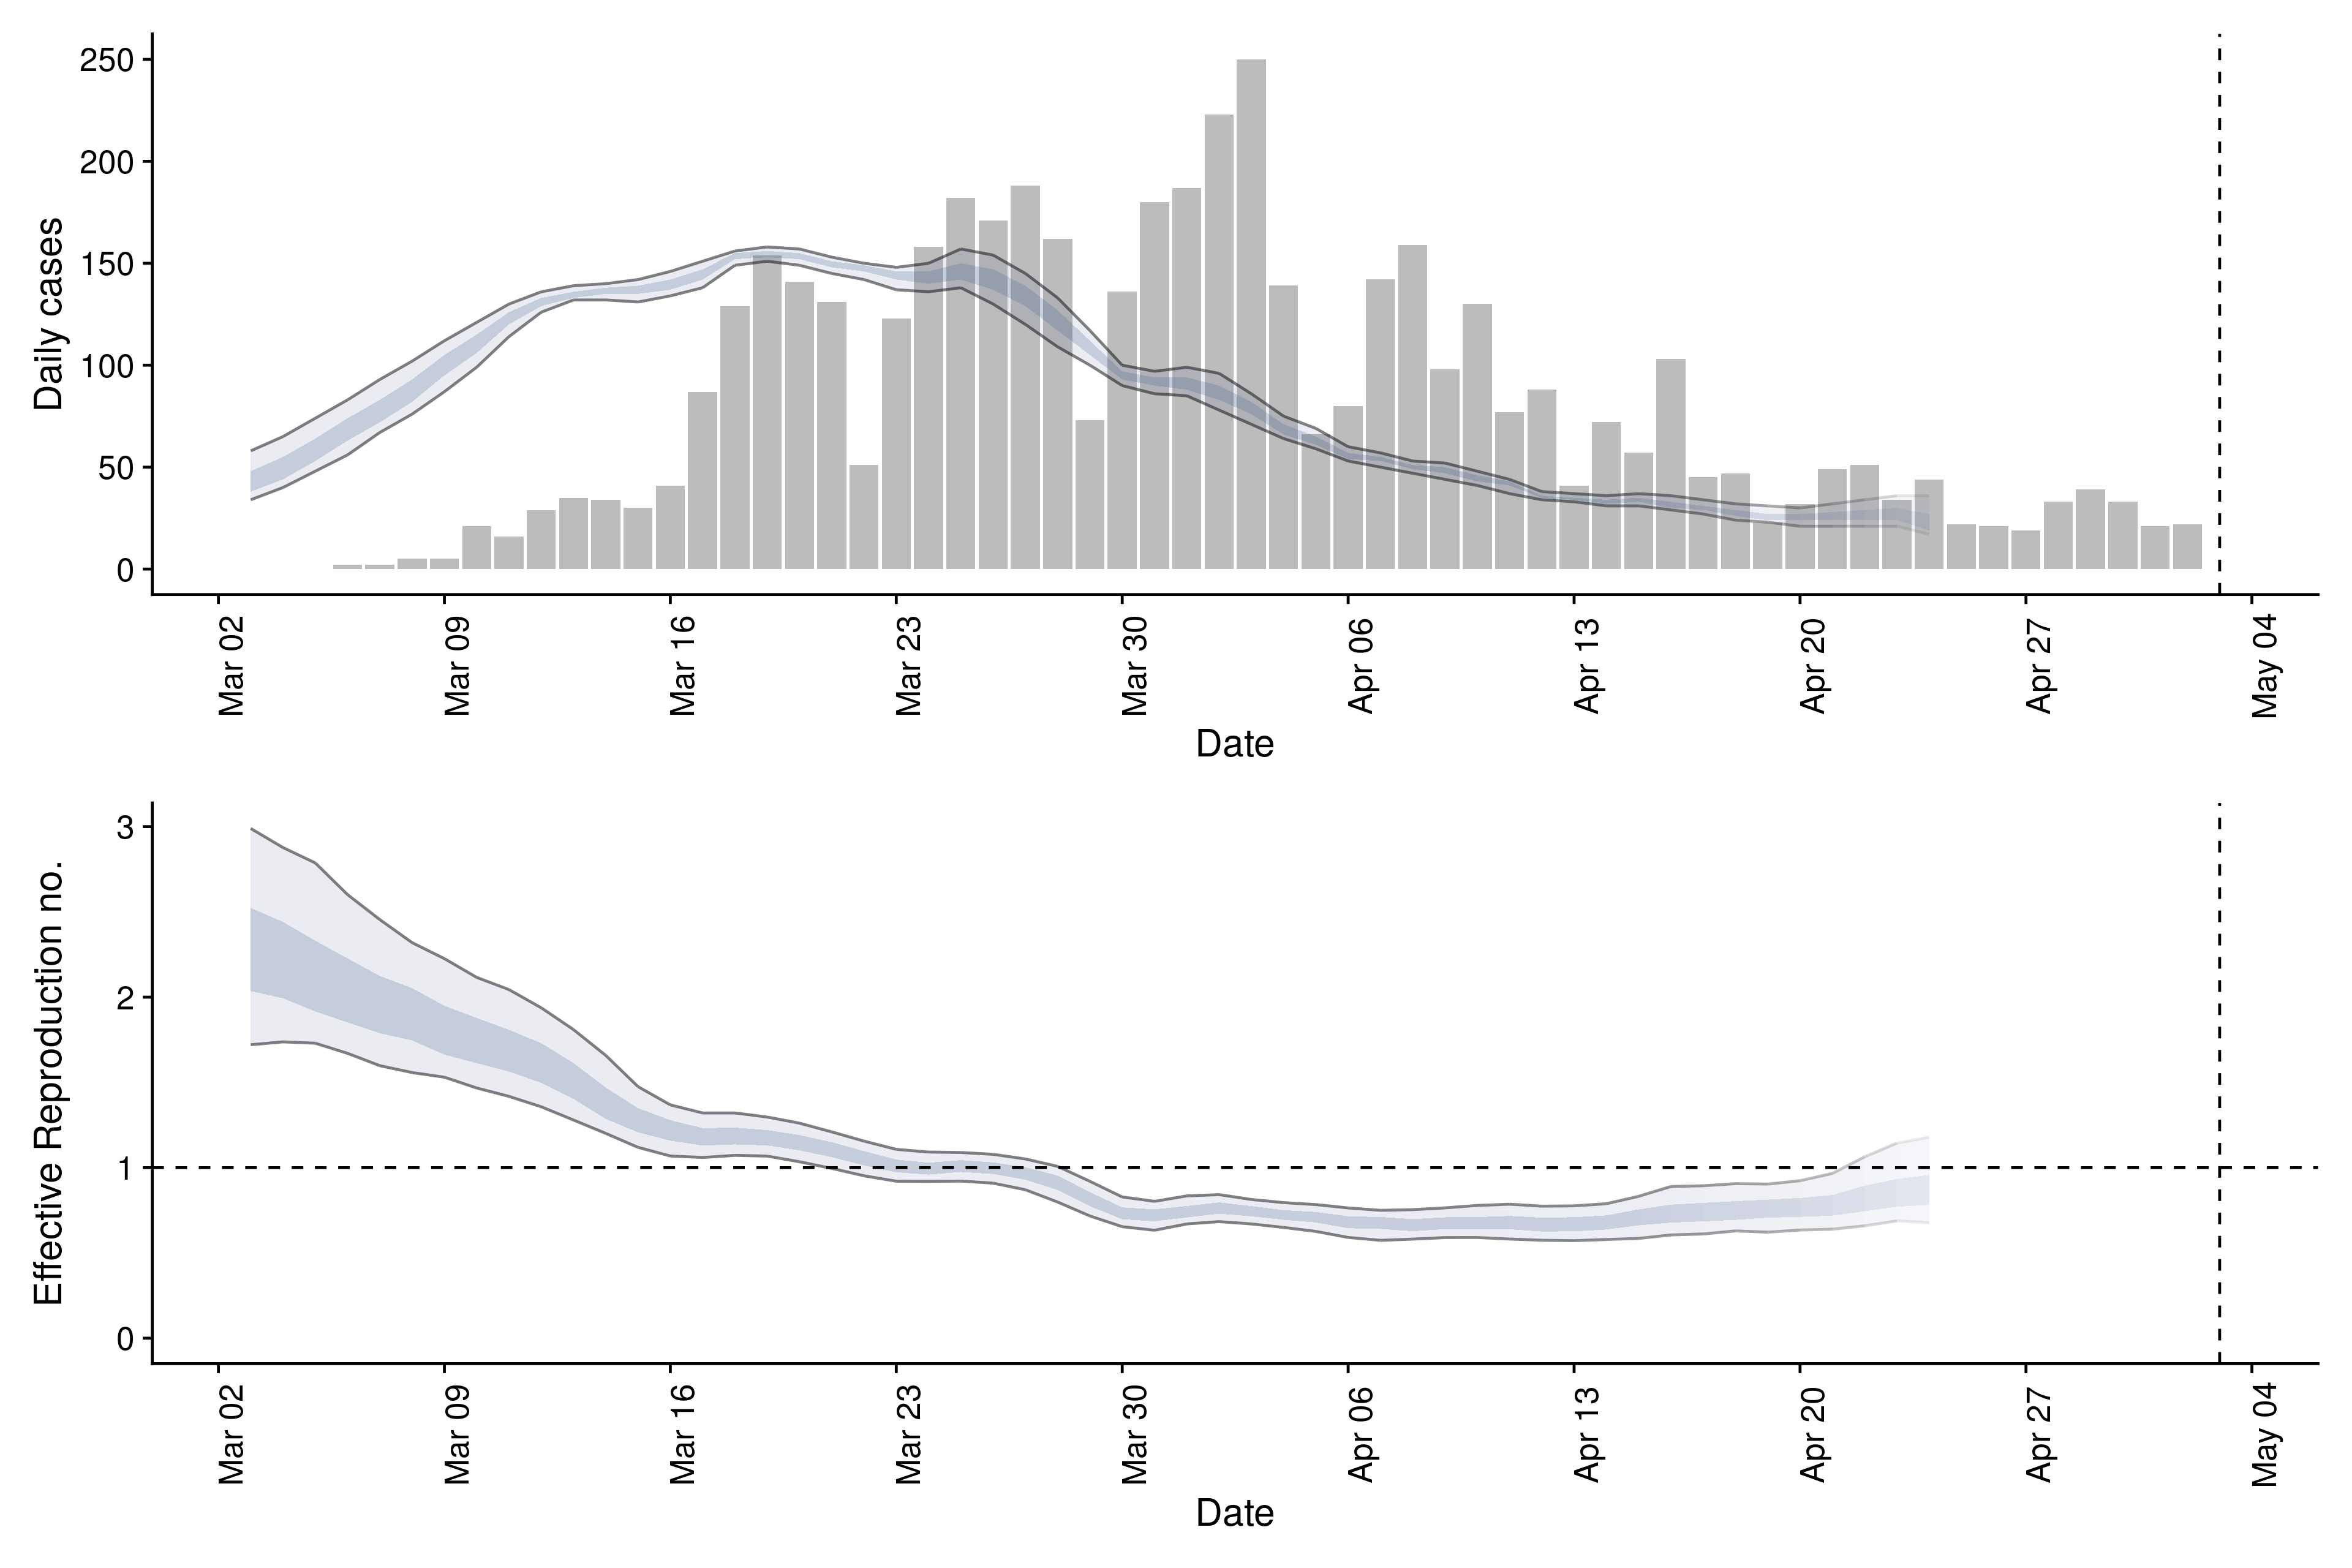 Daily cases
250
200
150
100
50
0
Mar 02
Mar 09
Mar 16
Mar 23
Mar 30
Apr 06
Apr 13
Apr 20
Apr 27
May 04
Date
Effective Reproduction no.
3
2
1
0
Mar 02
Mar 09
Mar 16
Mar 23
Mar 30
Apr 06
Apr 13
Apr 20
Apr 27
May 04
Date